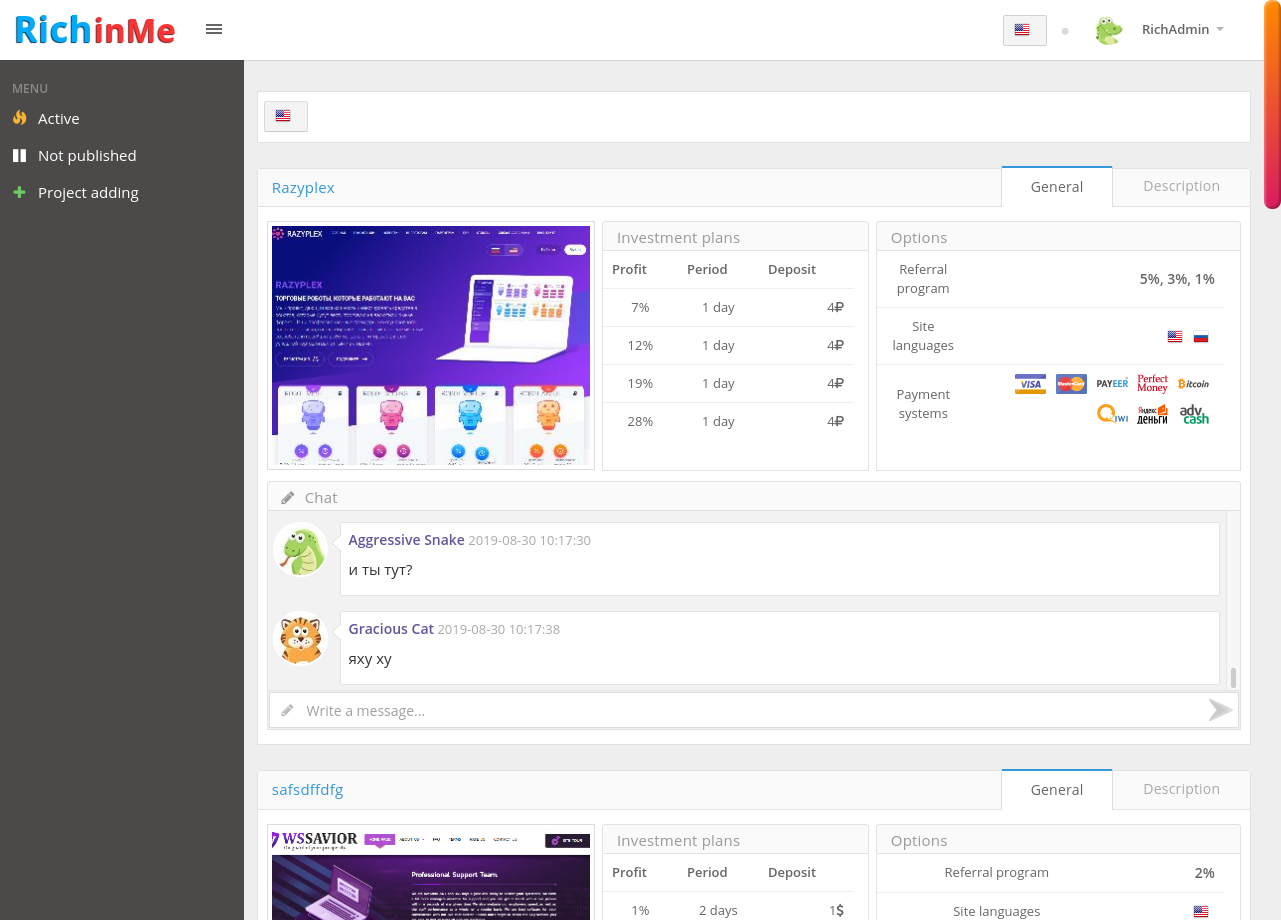 RichinMe
RichAdmin
MENU
Active
Not published
Project adding
Razyplex
General
Description
RAZYPLEX
RAZYPLEX
ТОРГОВЫЕ РОБОТЫ, КОТОРЫЕ РАБОТАЮТ НА ВАС
Investment plans
Profit Period Deposit
7% 1 day 4₽
12% 1 day 4₽
19% 1 day 4₽
28% 1 day 4₽
Options
Referral
program
5%, 3%, 1%
Site
languages
Payment
systems
VISA MasterCard PAYEER Perfect Money bitcoin
QIWI Яндекс Деньги advcash
Chat
Aggressive Snake 2019-08-30 10:17:30
и ты тут?
Gracious Cat 2019-08-30 10:17:38
яху ху
Write a message...
safsdffdfg
General
Description
WSSAVIOR
Professional Support Team.
Investment plans
Profit Period Deposit
1% 2 days 1$
Options
Referral program 2%
Site languages